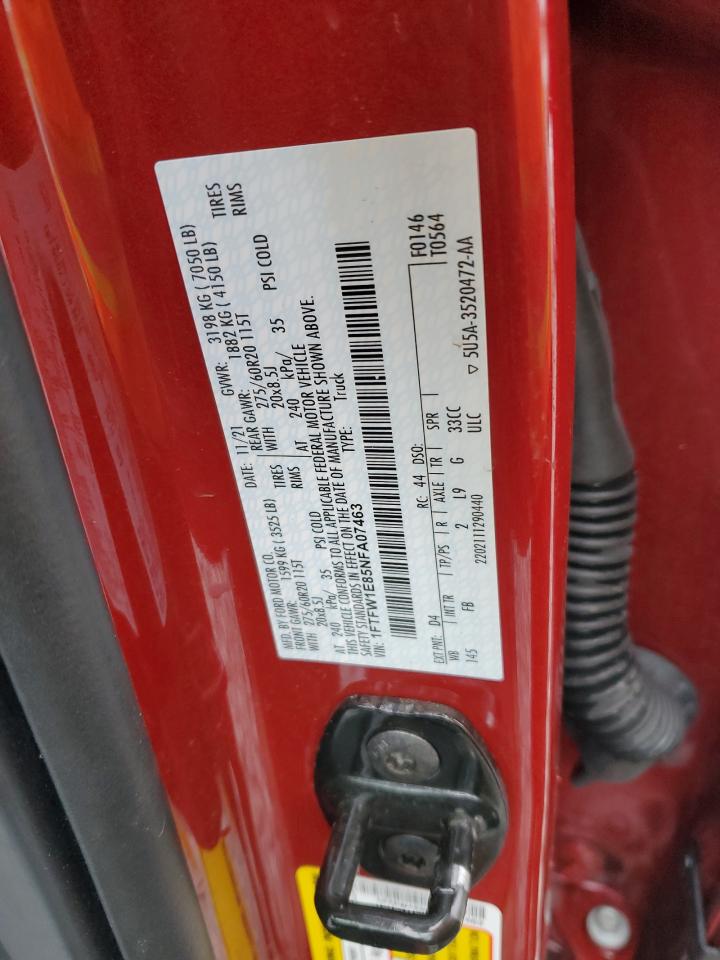 MFD. BY FORD MOTOR CO.
DATE: 11/21 GVWR: 3198 KG ( 7050 LB)
FRONT GAWR: 1599 KG ( 3525 LB)
REAR GAWR: 1882 KG ( 4150 LB)
WITH 275/60R20 115T TIRES
WITH 275/60R20 115T TIRES
20x8.5J RIMS
20x8.5J RIMS
AT 240 kPa/ 35 PSI COLD
AT 240 kPa/ 35 PSI COLD
THIS VEHICLE CONFORMS TO ALL APPLICABLE FEDERAL MOTOR VEHICLE
SAFETY STANDARDS IN EFFECT ON THE DATE OF MANUFACTURE SHOWN ABOVE.
VIN: 1FTFW1E85NFA07463 TYPE: Truck
F0146
T0564
EXT PNT: D4 RC: 44 DSO:
WB INT TR TP/PS R AXLE TR SPR
145 FB 2 L9 G 33CC
ULC
2202111290440 ▽ 5U5A-3520472-AA